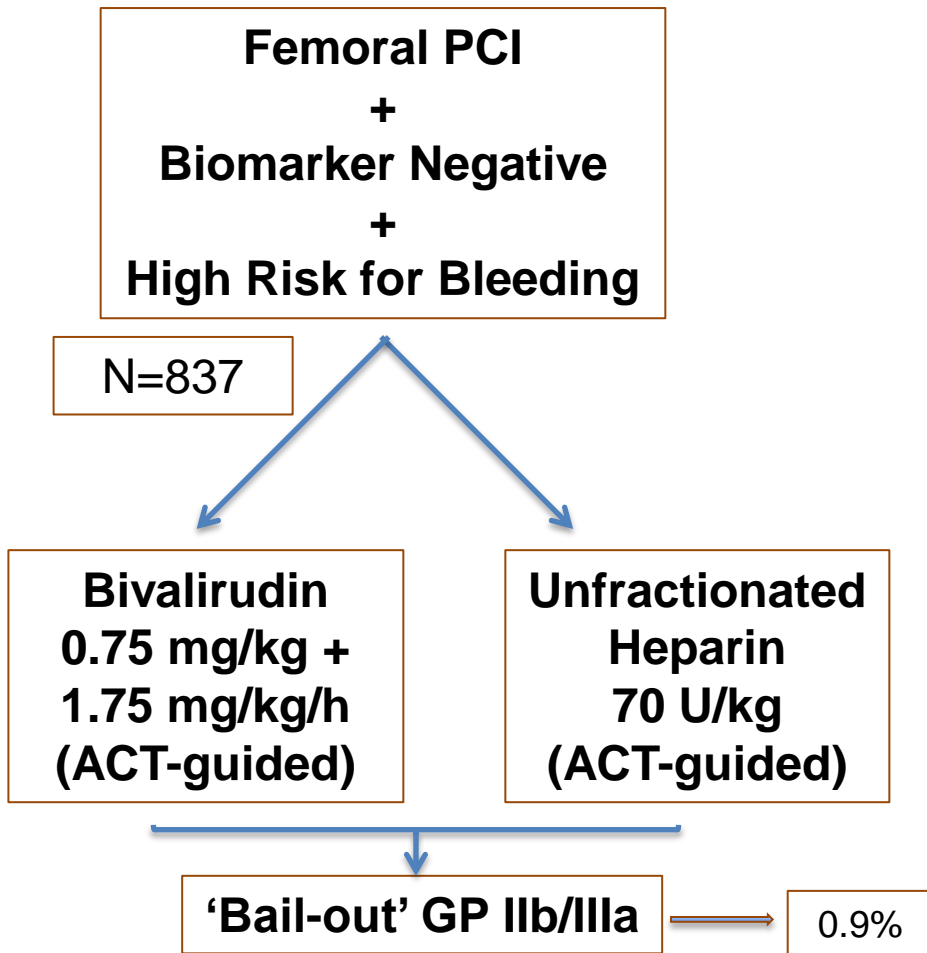 Femoral PCI
+
Biomarker Negative
+
High Risk for Bleeding
N=837
Bivalirudin
0.75 mg/kg +
1.75 mg/kg/h
(ACT-guided)
Unfractionated
Heparin
70 U/kg
(ACT-guided)
‘Bail-out’ GP IIb/IIIa
0.9%